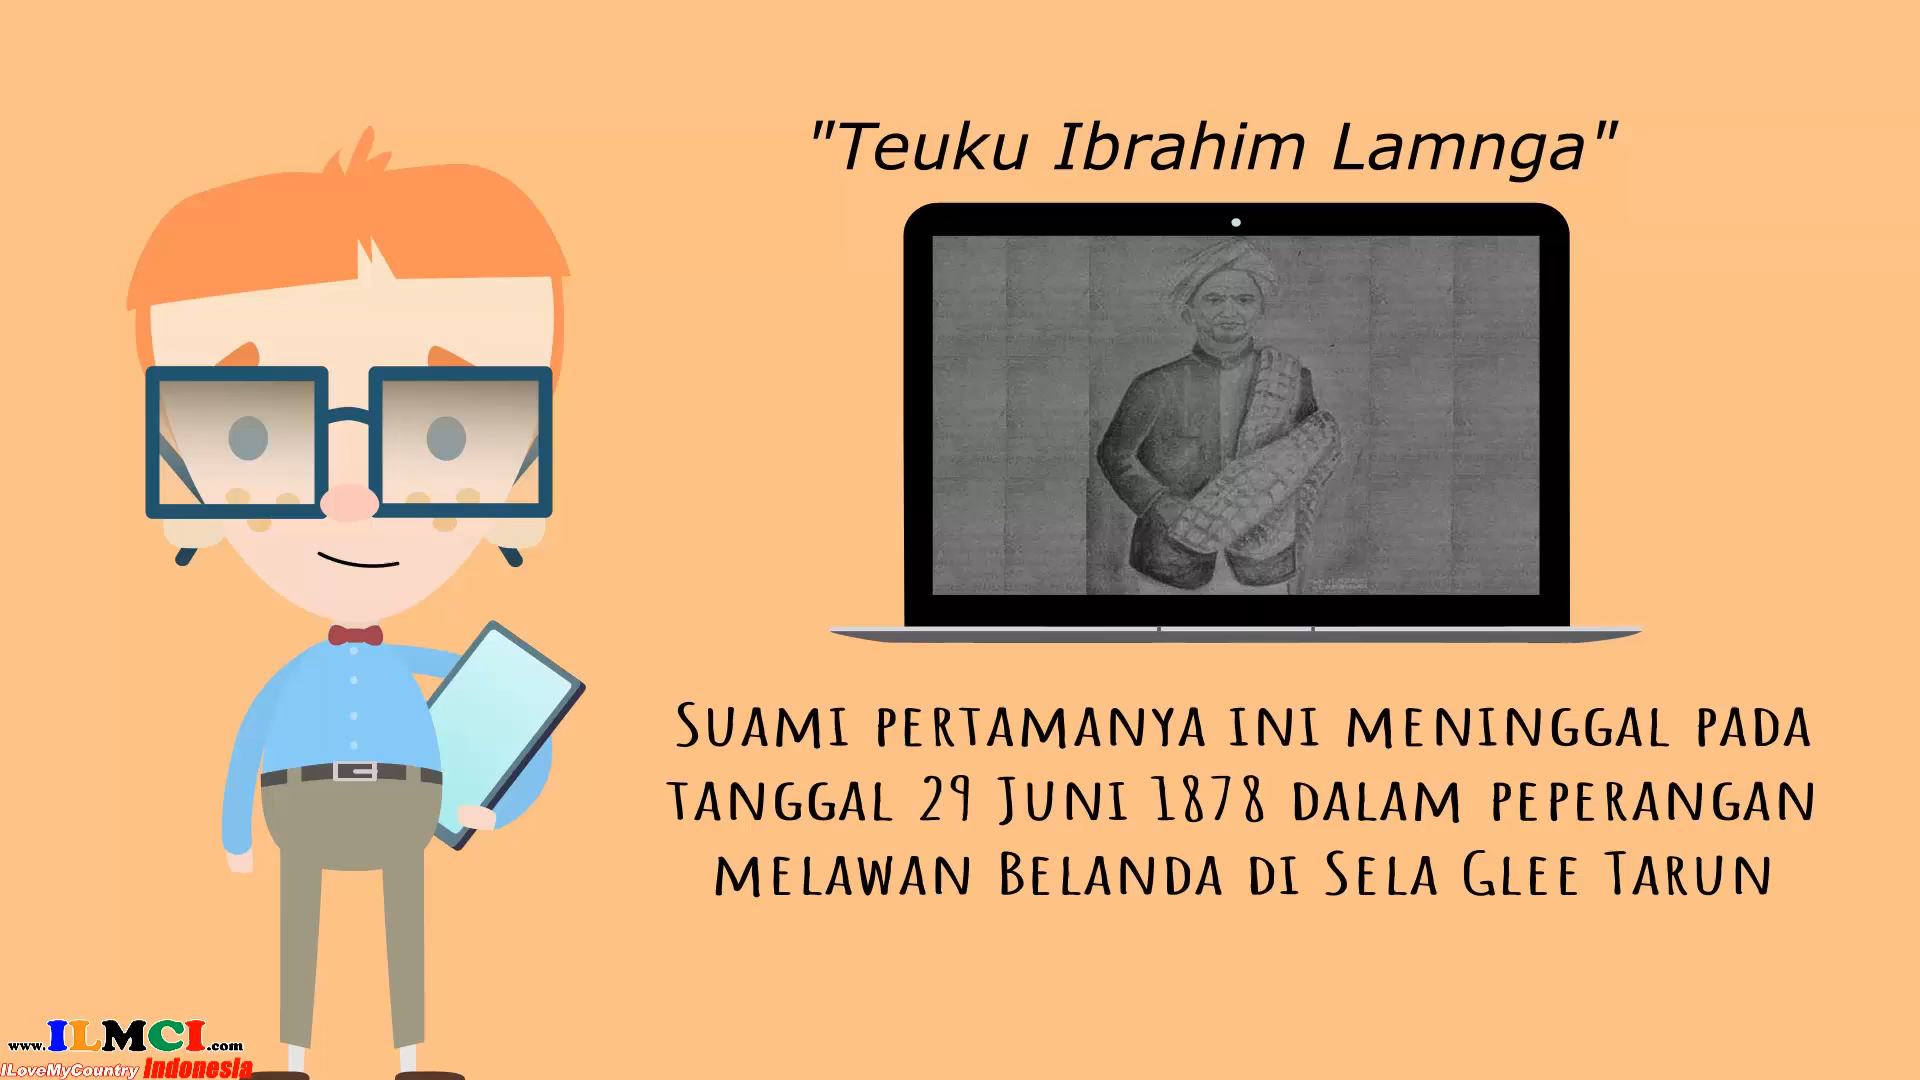 "Teuku Ibrahim Lamnga"
Suami pertamanya ini meninggal pada
tanggal 29 Juni 1878 dalam peperangan
melawan Belanda di Sela Glee Tarun
www.ILMCI.com
ILoveMyCountry Indonesia